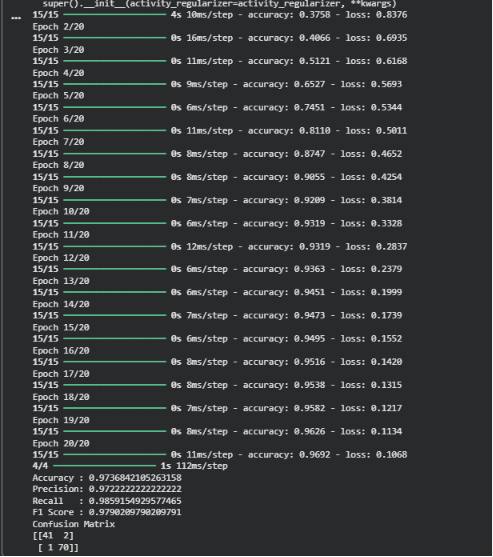 super().__init__(activity_regularizer=activity_regularizer, **kwargs)
... 15/15 ━━━━━━━━━━━━━━━━━━━━ 4s 10ms/step - accuracy: 0.3758 - loss: 0.8376
Epoch 2/20
15/15 ━━━━━━━━━━━━━━━━━━━━ 0s 16ms/step - accuracy: 0.4066 - loss: 0.6935
Epoch 3/20
15/15 ━━━━━━━━━━━━━━━━━━━━ 0s 11ms/step - accuracy: 0.5121 - loss: 0.6168
Epoch 4/20
15/15 ━━━━━━━━━━━━━━━━━━━━ 0s 9ms/step - accuracy: 0.6527 - loss: 0.5693
Epoch 5/20
15/15 ━━━━━━━━━━━━━━━━━━━━ 0s 6ms/step - accuracy: 0.7451 - loss: 0.5344
Epoch 6/20
15/15 ━━━━━━━━━━━━━━━━━━━━ 0s 11ms/step - accuracy: 0.8110 - loss: 0.5011
Epoch 7/20
15/15 ━━━━━━━━━━━━━━━━━━━━ 0s 8ms/step - accuracy: 0.8747 - loss: 0.4652
Epoch 8/20
15/15 ━━━━━━━━━━━━━━━━━━━━ 0s 8ms/step - accuracy: 0.9055 - loss: 0.4254
Epoch 9/20
15/15 ━━━━━━━━━━━━━━━━━━━━ 0s 7ms/step - accuracy: 0.9209 - loss: 0.3814
Epoch 10/20
15/15 ━━━━━━━━━━━━━━━━━━━━ 0s 6ms/step - accuracy: 0.9319 - loss: 0.3328
Epoch 11/20
15/15 ━━━━━━━━━━━━━━━━━━━━ 0s 12ms/step - accuracy: 0.9319 - loss: 0.2837
Epoch 12/20
15/15 ━━━━━━━━━━━━━━━━━━━━ 0s 6ms/step - accuracy: 0.9363 - loss: 0.2379
Epoch 13/20
15/15 ━━━━━━━━━━━━━━━━━━━━ 0s 6ms/step - accuracy: 0.9451 - loss: 0.1999
Epoch 14/20
15/15 ━━━━━━━━━━━━━━━━━━━━ 0s 7ms/step - accuracy: 0.9473 - loss: 0.1739
Epoch 15/20
15/15 ━━━━━━━━━━━━━━━━━━━━ 0s 6ms/step - accuracy: 0.9495 - loss: 0.1552
Epoch 16/20
15/15 ━━━━━━━━━━━━━━━━━━━━ 0s 8ms/step - accuracy: 0.9516 - loss: 0.1420
Epoch 17/20
15/15 ━━━━━━━━━━━━━━━━━━━━ 0s 8ms/step - accuracy: 0.9538 - loss: 0.1315
Epoch 18/20
15/15 ━━━━━━━━━━━━━━━━━━━━ 0s 7ms/step - accuracy: 0.9582 - loss: 0.1217
Epoch 19/20
15/15 ━━━━━━━━━━━━━━━━━━━━ 0s 8ms/step - accuracy: 0.9626 - loss: 0.1134
Epoch 20/20
15/15 ━━━━━━━━━━━━━━━━━━━━ 0s 11ms/step - accuracy: 0.9692 - loss: 0.1068
4/4 ━━━━━━━━━━━━━━━━━━━━ 1s 112ms/step
Accuracy : 0.9736842105263158
Precision: 0.9722222222222222
Recall   : 0.9859154929577465
F1 Score : 0.9790209790209791
Confusion Matrix
[[41  2]
 [ 1 70]]